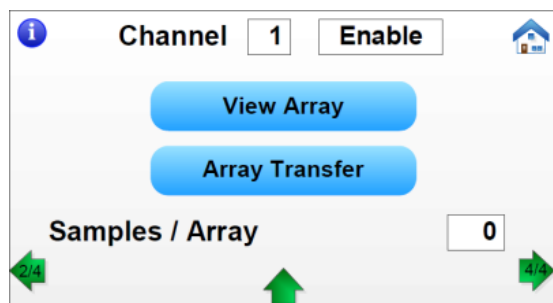 i Channel 1 Enable
View Array
Array Transfer
Samples / Array 0
2/4 4/4